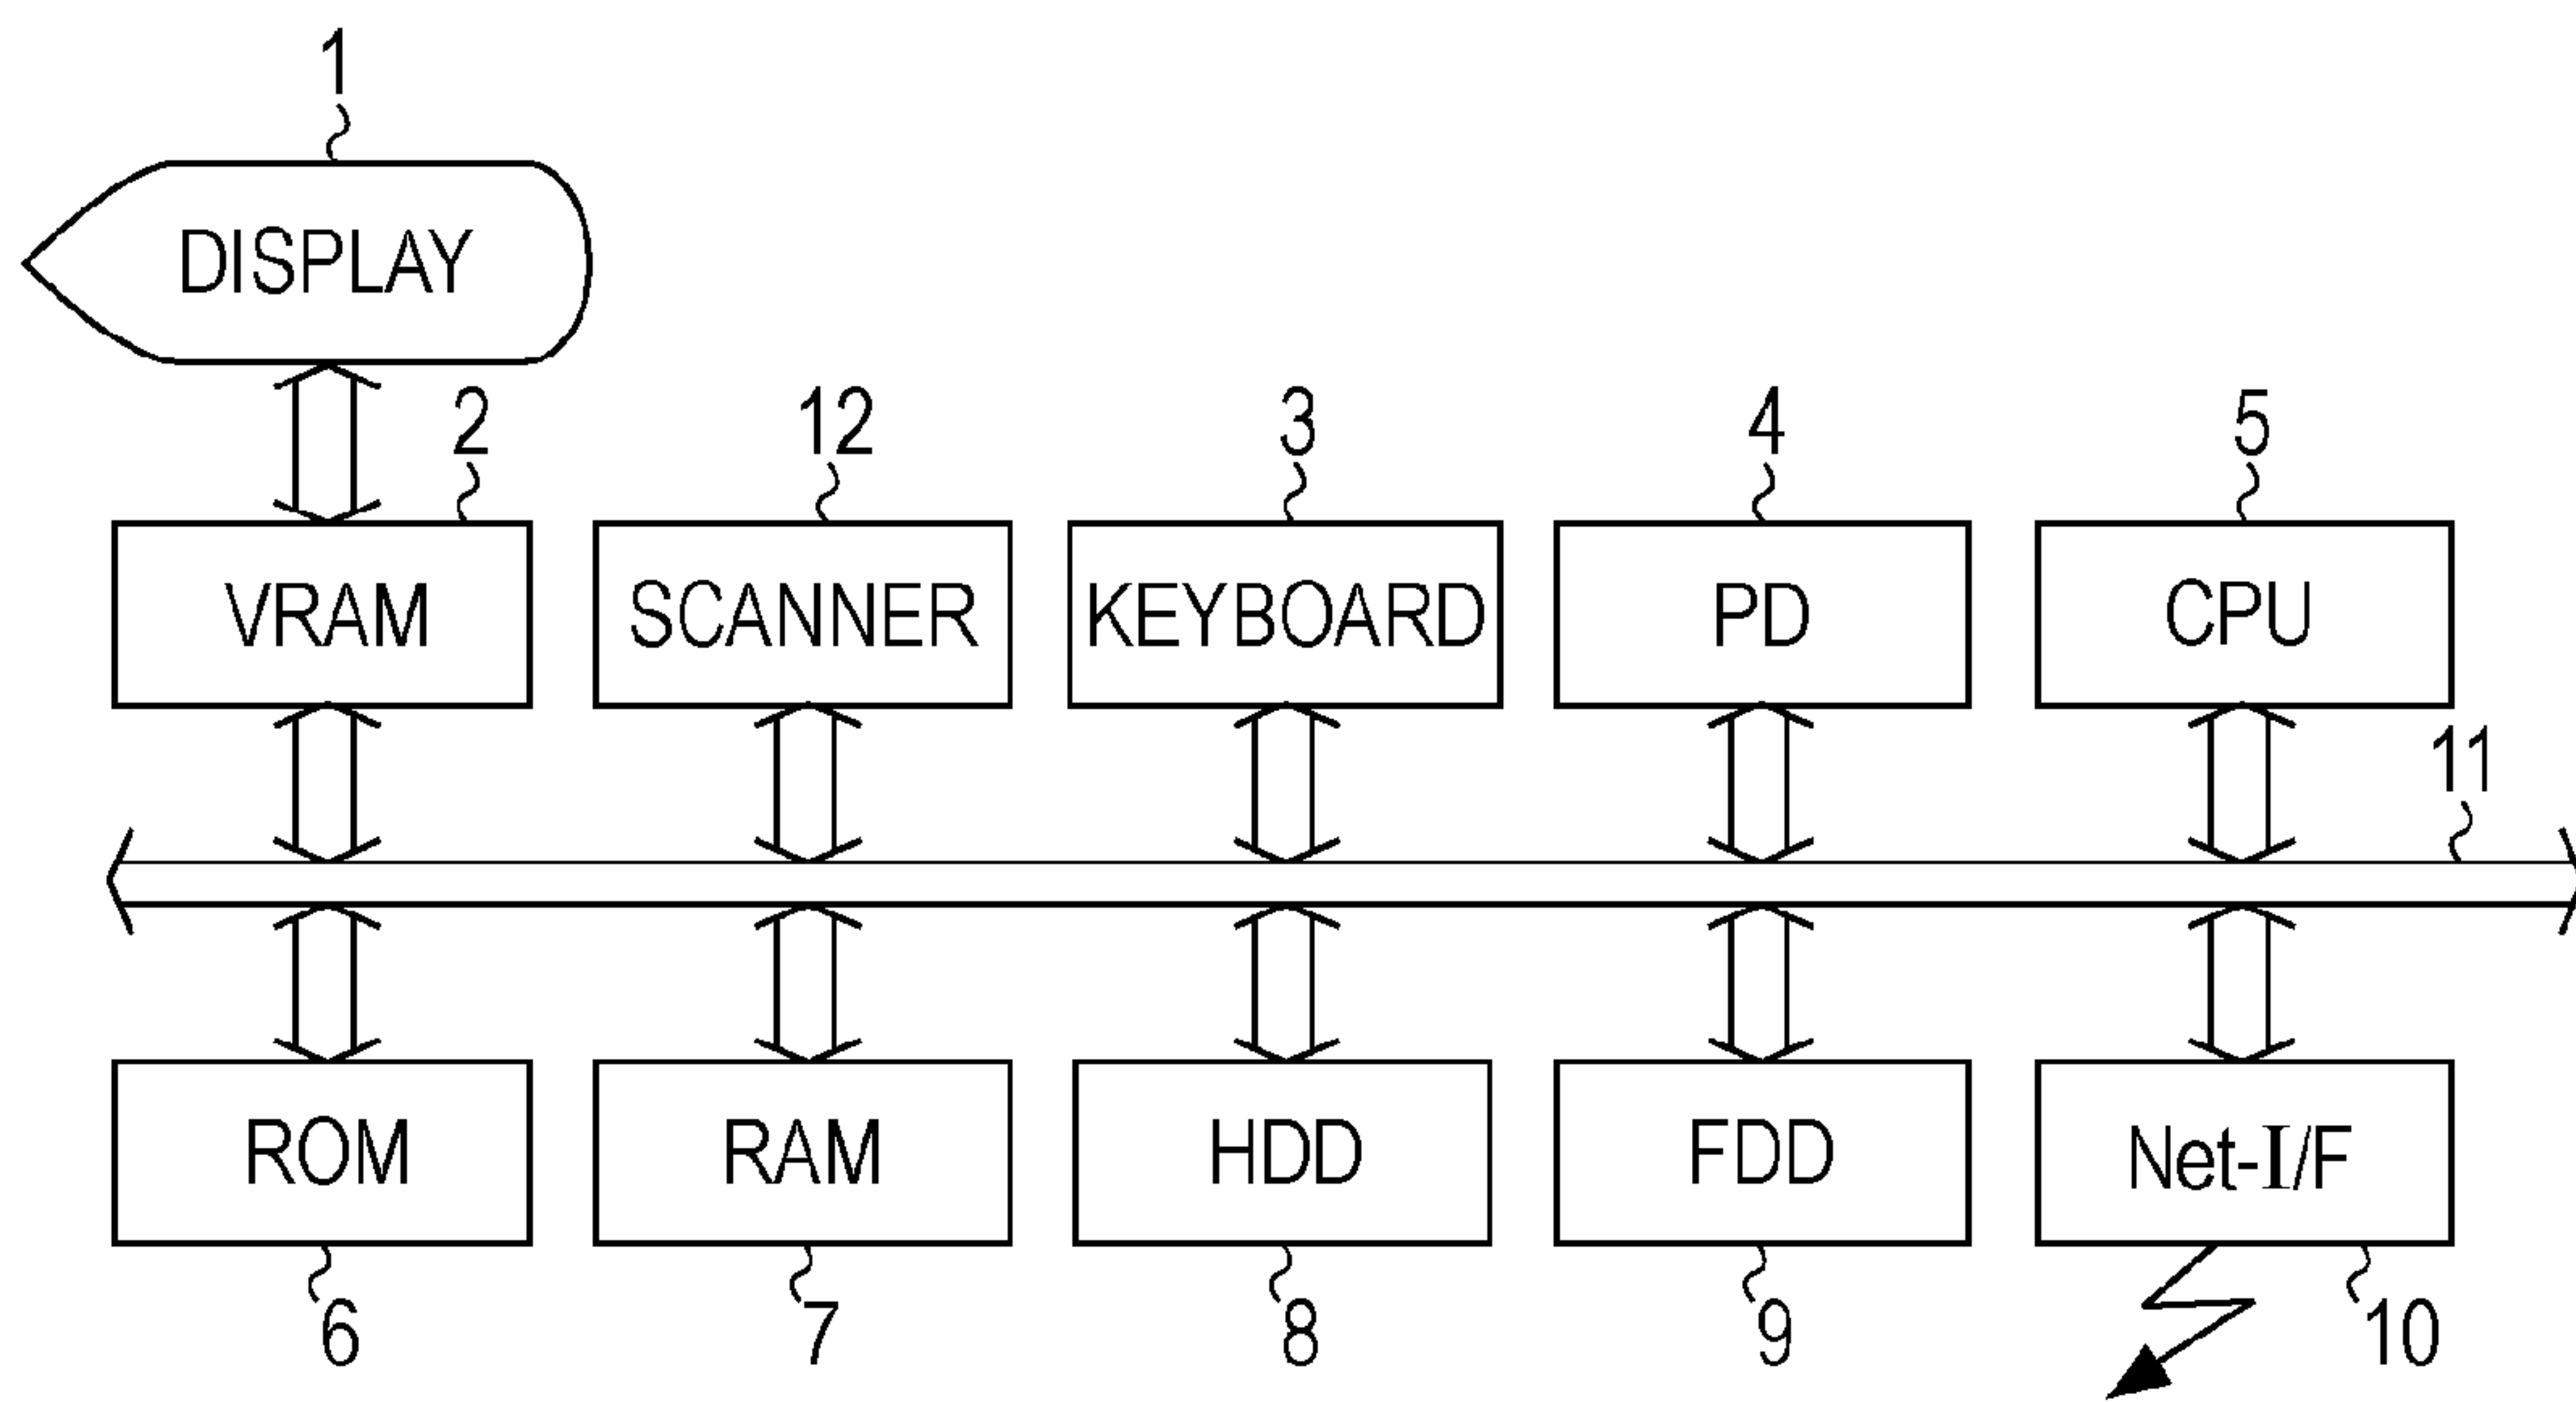 1
DISPLAY
2 12 3 4 5
VRAM SCANNER KEYBOARD PD CPU
11
ROM RAM HDD FDD Net-I/F
6 7 8 9 10